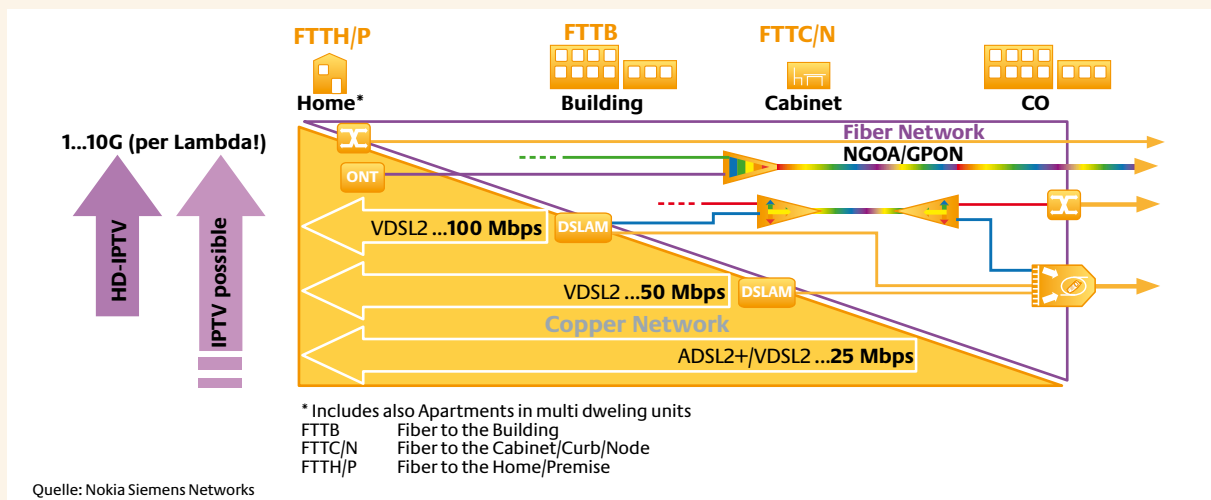 FTTH/P
FTTB
FTTC/N
Home*
Building
Cabinet
CO
1...10G (per Lambda!)
Fiber Network
NGOA/GPON
ONT
HD-IPTV
IPTV possible
VDSL2 ...100 Mbps
DSLAM
VDSL2 ...50 Mbps
DSLAM
Copper Network
ADSL2+/VDSL2 ...25 Mbps
* Includes also Apartments in multi dweling units
FTTB Fiber to the Building
FTTC/N Fiber to the Cabinet/Curb/Node
FTTH/P Fiber to the Home/Premise
Quelle: Nokia Siemens Networks